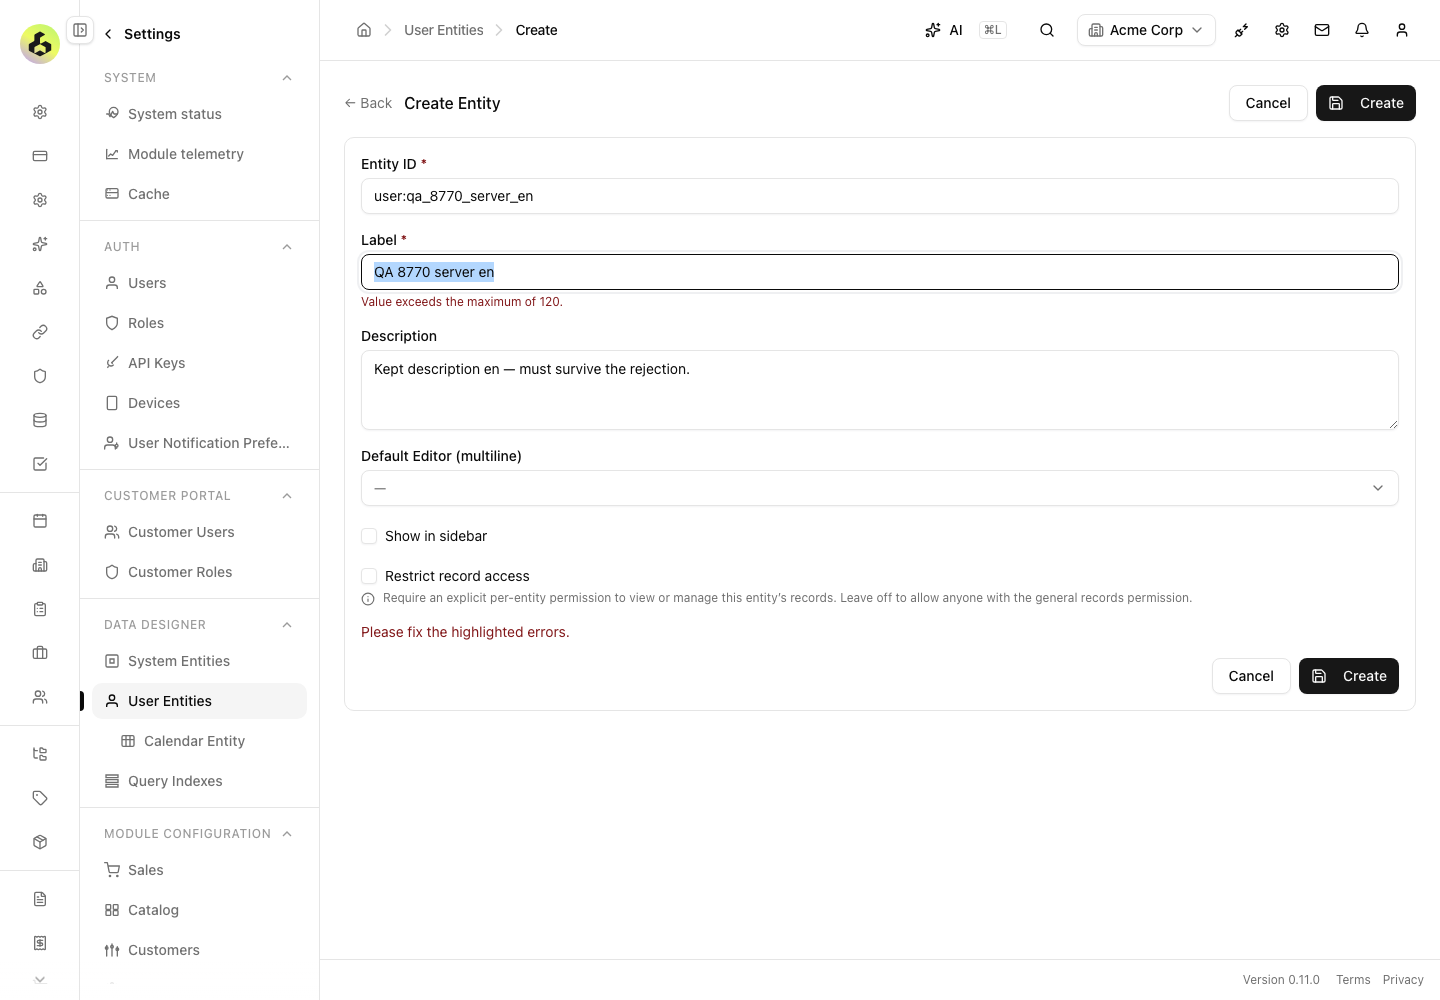 Settings
SYSTEM
System status
Module telemetry
Cache
AUTH
Users
Roles
API Keys
Devices
User Notification Prefe...
CUSTOMER PORTAL
Customer Users
Customer Roles
DATA DESIGNER
System Entities
User Entities
Calendar Entity
Query Indexes
MODULE CONFIGURATION
Sales
Catalog
Customers
User Entities
Create
AI
⌘L
Acme Corp
← Back
Create Entity
Cancel
Create
Entity ID *
user:qa_8770_server_en
Label *
QA 8770 server en
Value exceeds the maximum of 120.
Description
Kept description en — must survive the rejection.
Default Editor (multiline)
—
Show in sidebar
Restrict record access
Require an explicit per-entity permission to view or manage this entity's records. Leave off to allow anyone with the general records permission.
Please fix the highlighted errors.
Cancel
Create
Version 0.11.0
Terms
Privacy